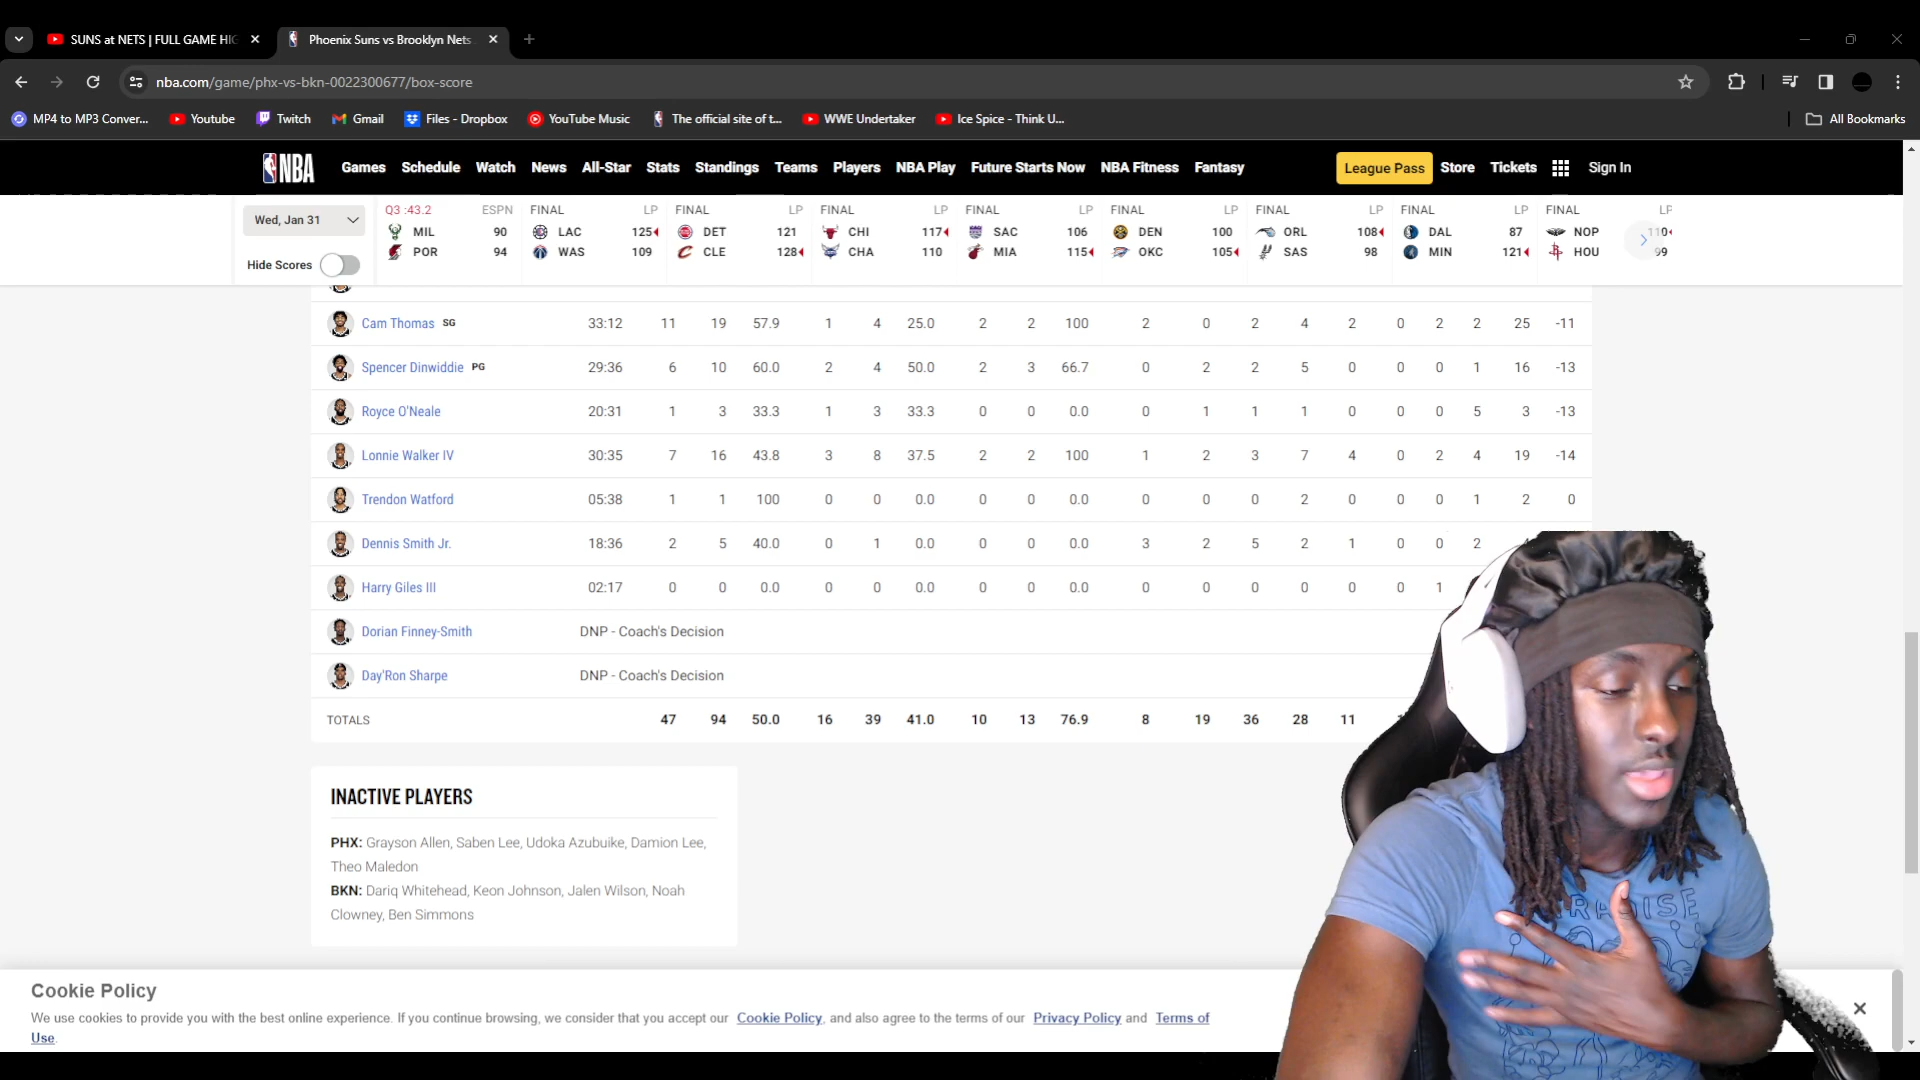 SUNS at NETS | FULL GAME HIG
Phoenix Suns vs Brooklyn Nets
nba.com/game/phx-vs-bkn-0022300677/box-score
MP4 to MP3 Conver... Youtube Twitch Gmail Files - Dropbox YouTube Music The official site of t... WWE Undertaker Ice Spice - Think U... All Bookmarks
NBA Games Schedule Watch News All-Star Stats Standings Teams Players NBA Play Future Starts Now NBA Fitness Fantasy League Pass Store Tickets Sign In
Wed, Jan 31
Hide Scores
Q3 :43.2 ESPN
MIL 90
POR 94
FINAL LP
LAC 125
WAS 109
FINAL LP
DET 121
CLE 128
FINAL LP
CHI 117
CHA 110
FINAL LP
SAC 106
MIA 115
FINAL LP
DEN 100
OKC 105
FINAL LP
ORL 108
SAS 98
FINAL LP
DAL 87
MIN 121
FINAL LP
NOP 110
HOU 99
Cam Thomas SG 33:12 11 19 57.9 1 4 25.0 2 2 100 2 0 2 4 2 0 2 2 25 -11
Spencer Dinwiddie PG 29:36 6 10 60.0 2 4 50.0 2 3 66.7 0 2 2 5 0 0 0 1 16 -13
Royce O'Neale 20:31 1 3 33.3 1 3 33.3 0 0 0.0 0 1 1 1 0 0 0 5 3 -13
Lonnie Walker IV 30:35 7 16 43.8 3 8 37.5 2 2 100 1 2 3 7 4 0 2 4 19 -14
Trendon Watford 05:38 1 1 100 0 0 0.0 0 0 0.0 0 0 0 2 0 0 0 1 2 0
Dennis Smith Jr. 18:36 2 5 40.0 0 1 0.0 0 0 0.0 3 2 5 2 1 0 0 2
Harry Giles III 02:17 0 0 0.0 0 0 0.0 0 0 0.0 0 0 0 0 0 0 1
Dorian Finney-Smith DNP - Coach's Decision
Day'Ron Sharpe DNP - Coach's Decision
TOTALS 47 94 50.0 16 39 41.0 10 13 76.9 8 19 36 28 11
INACTIVE PLAYERS
PHX: Grayson Allen, Saben Lee, Udoka Azubuike, Damion Lee,
Theo Maledon
BKN: Dariq Whitehead, Keon Johnson, Jalen Wilson, Noah
Clowney, Ben Simmons
Cookie Policy
We use cookies to provide you with the best online experience. If you continue browsing, we consider that you accept our Cookie Policy, and also agree to the terms of our Privacy Policy and Terms of
Use.